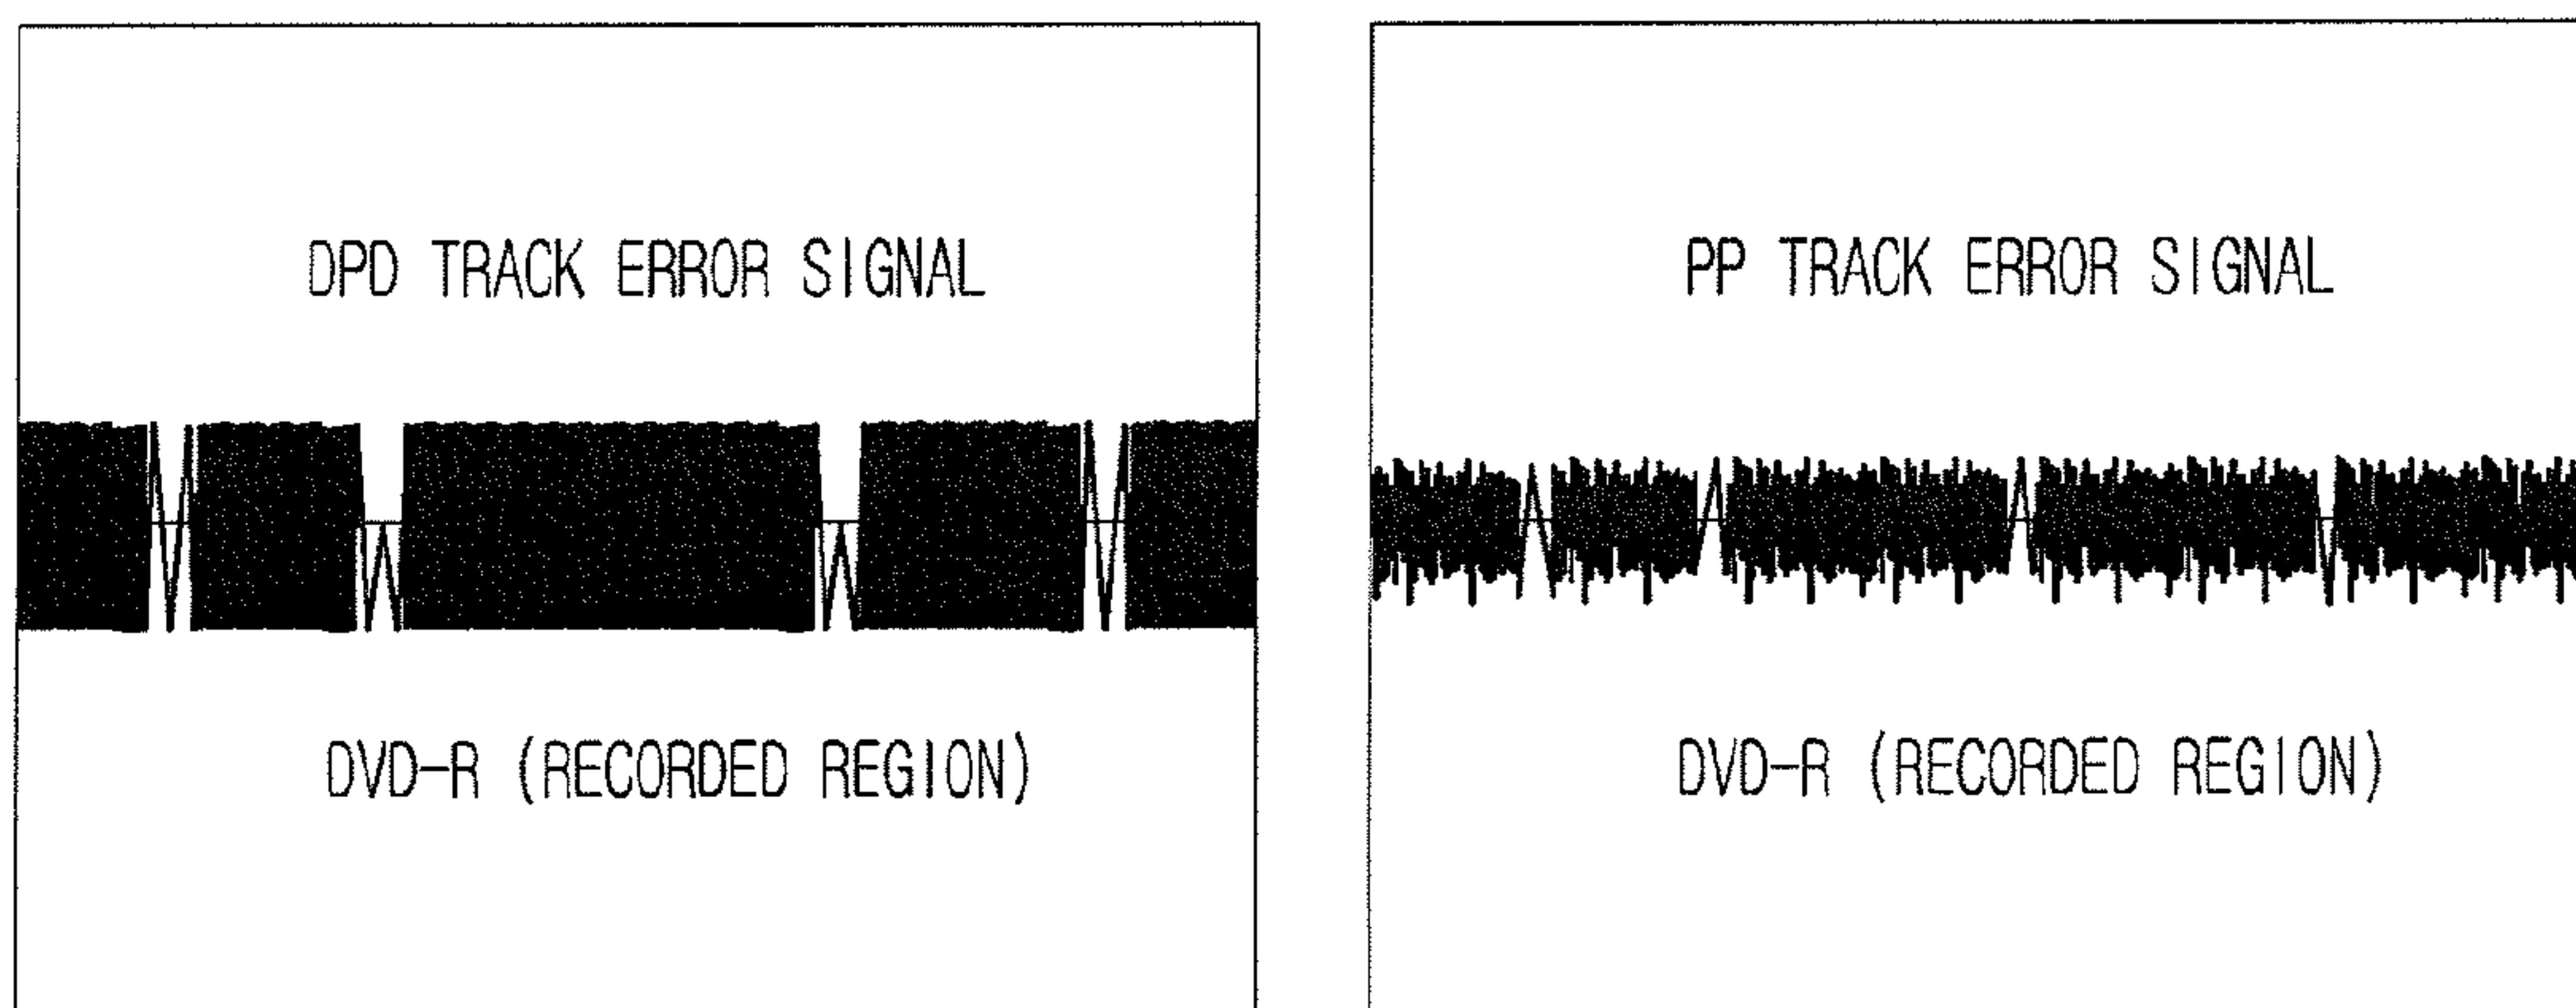 DPD TRACK ERROR SIGNAL
DVD-R (RECORDED REGION)
PP TRACK ERROR SIGNAL
DVD-R (RECORDED REGION)